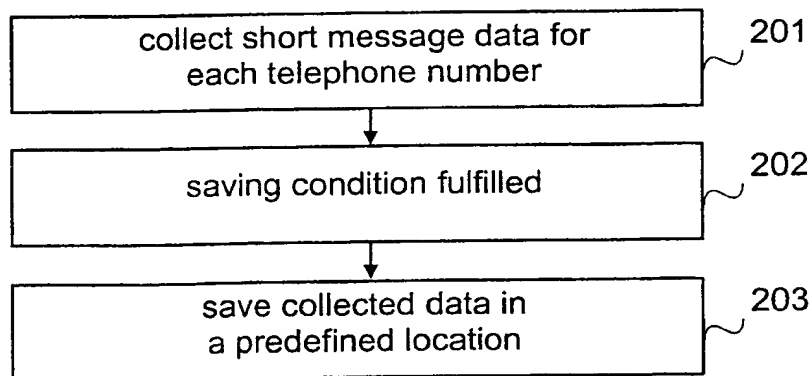 collect short message data for
each telephone number
201
saving condition fulfilled
202
save collected data in
a predefined location
203